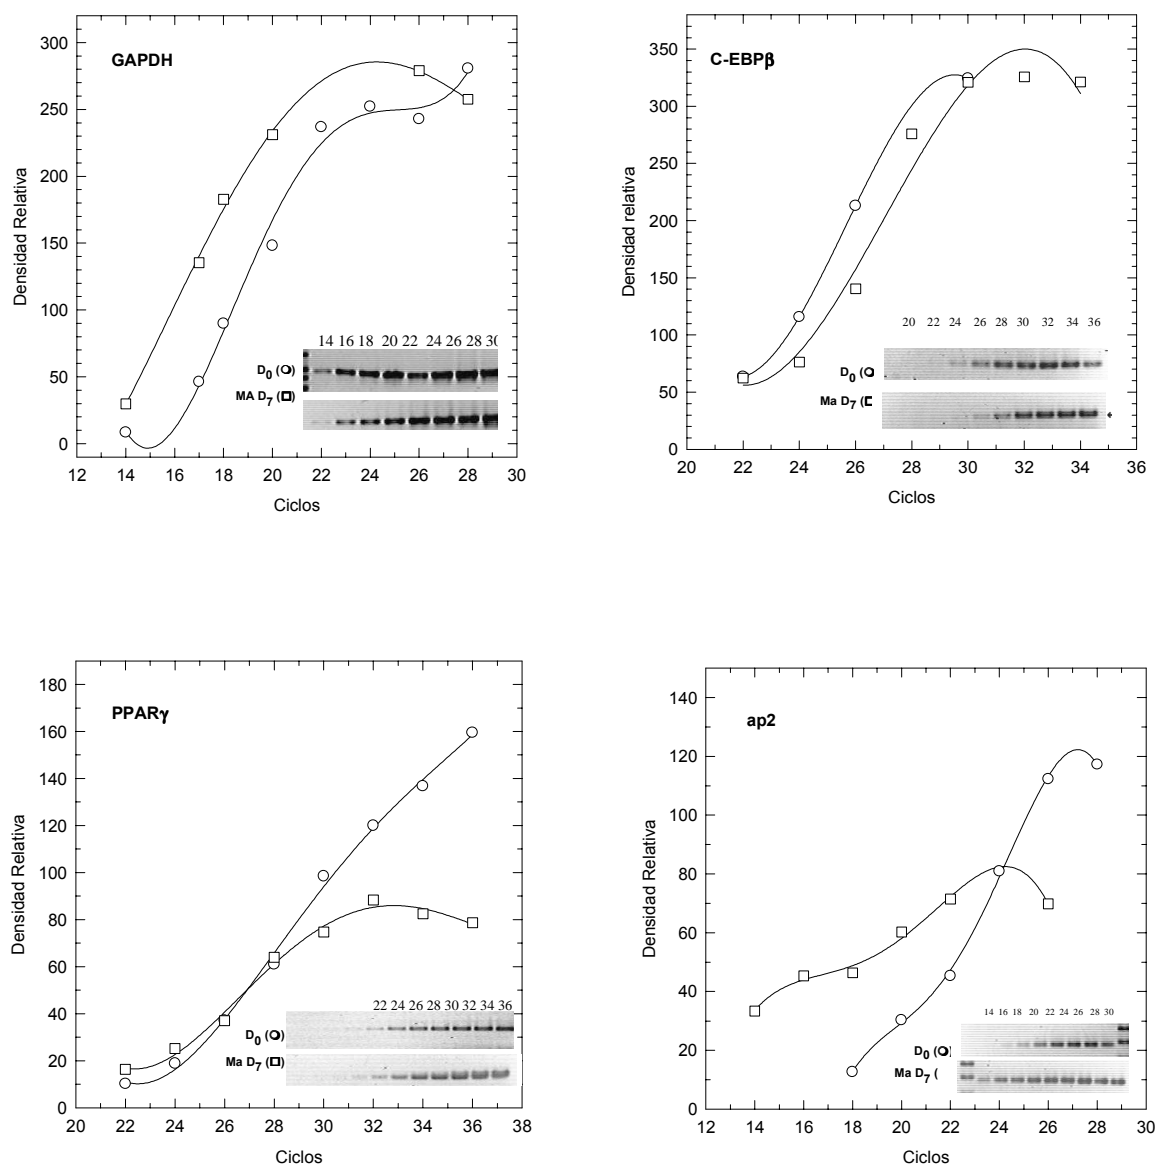 GAPDH
300
250
200
150
100
50
0
Densidad Relativa
14 16 18 20 22 24 26 28 30
D0 (O)
MA D7 (□)
12 14 16 18 20 22 24 26 28 30
Ciclos
C-EBPβ
350
300
250
200
150
100
50
0
Densidad relativa
20 22 24 26 28 30 32 34 36
D0 (O
Ma D7 (
20 22 24 26 28 30 32 34 36
Ciclos
PPARγ
180
160
140
120
100
80
60
40
20
0
Densidad Relativa
22 24 26 28 30 32 34 36
D0 (O)
Ma D7 (□)
20 22 24 26 28 30 32 34 36 38
Ciclos
ap2
140
120
100
80
60
40
20
0
Densidad Relativa
14 16 18 20 22 24 26 28 30
D0 (O)
Ma D7 (
12 14 16 18 20 22 24 26 28 30
Ciclos